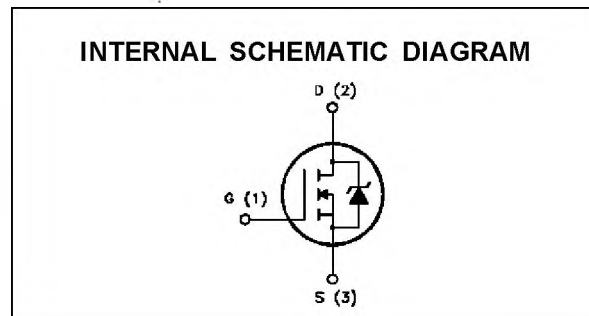 INTERNAL SCHEMATIC DIAGRAM
D (2)
G (1)
S (3)